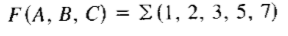 F(A, B, C) = Σ(1, 2, 3, 5, 7)